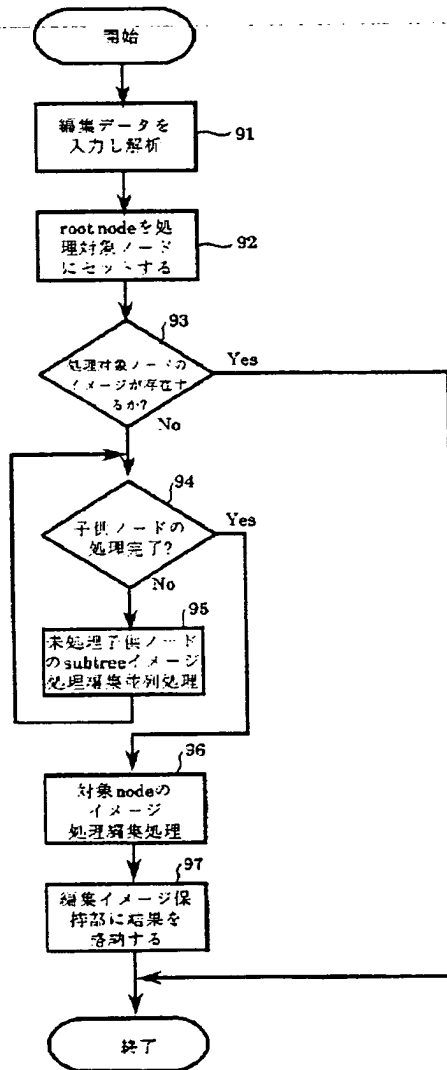 開始
編集データを
入力し解析
91
root nodeを処
理対象ノード
にセットする
92
93
処理対象ノードの
イメージが存在す
るか?
Yes
No
94
子供ノードの
処理完了?
Yes
No
95
未処理子供ノード
のsubtreeイメージ
処理編集並列処理
96
対象nodeの
イメージ
処理編集処理
97
編集イメージ保
持部に結果を
格納する
終了